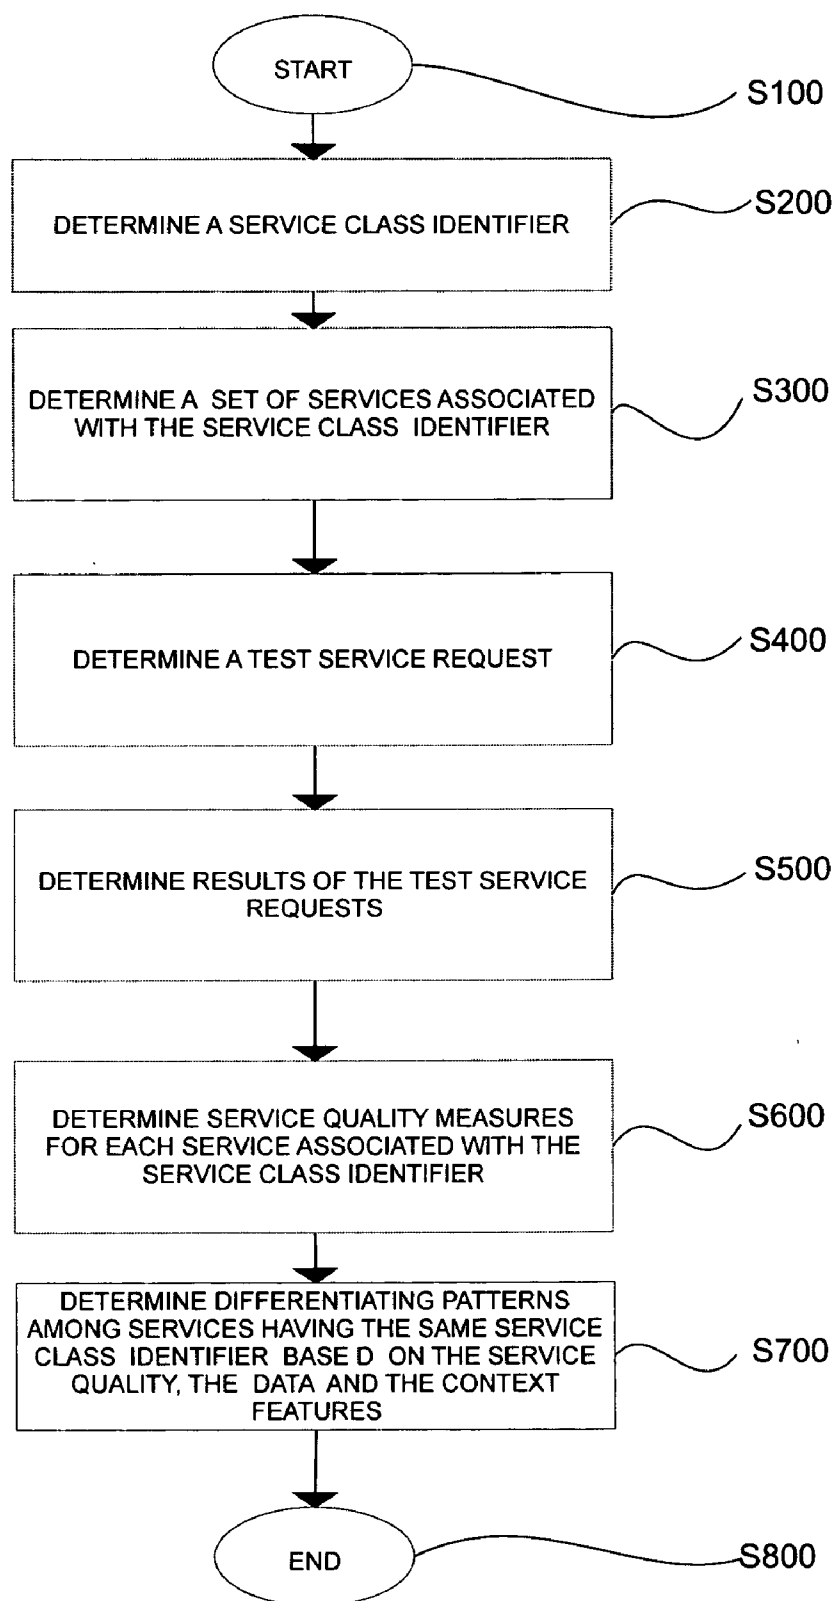 START
S100
DETERMINE A SERVICE CLASS IDENTIFIER
S200
DETERMINE A SET OF SERVICES ASSOCIATED
WITH THE SERVICE CLASS IDENTIFIER
S300
DETERMINE A TEST SERVICE REQUEST
S400
DETERMINE RESULTS OF THE TEST SERVICE
REQUESTS
S500
DETERMINE SERVICE QUALITY MEASURES
FOR EACH SERVICE ASSOCIATED WITH THE
SERVICE CLASS IDENTIFIER
S600
DETERMINE DIFFERENTIATING PATTERNS
AMONG SERVICES HAVING THE SAME SERVICE
CLASS IDENTIFIER BASE D ON THE SERVICE
QUALITY, THE DATA AND THE CONTEXT
FEATURES
S700
END
S800